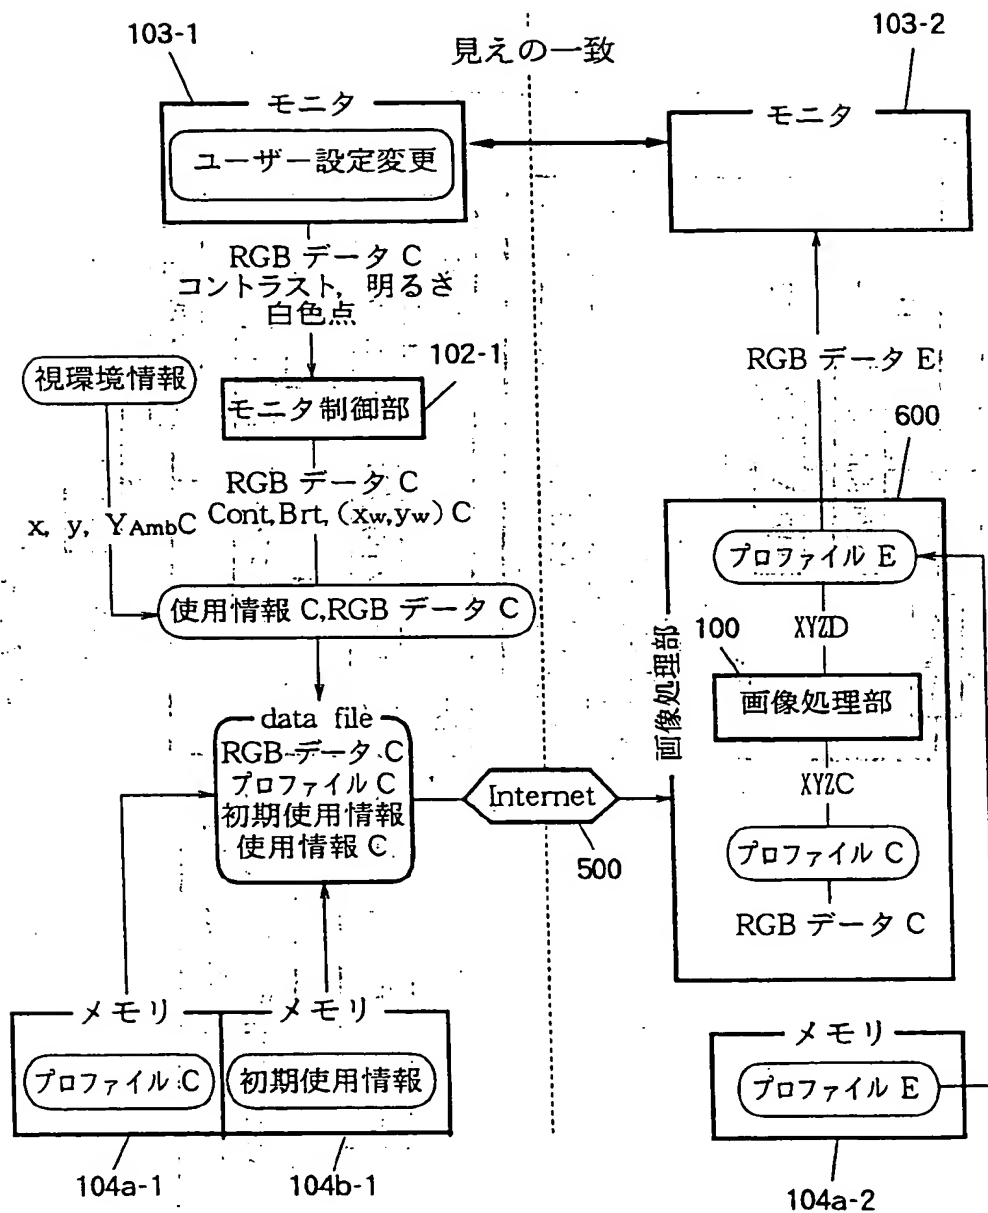 103-1
見えの一致
103-2
モニタ
ユーザー設定変更
モニタ
RGB データ C
コントラスト, 明るさ
白色点
102-1
視環境情報
モニタ制御部
RGB データ C
Cont,Brt,(xw,yw) C
x, y, YAmbC
使用情報 C,RGB データ C
data file
RGB データ C
プロファイル C
初期使用情報
使用情報 C
Internet
500
メモリ
プロファイル C
104a-1
メモリ
初期使用情報
104b-1
RGB データ E
600
画像処理部
プロファイル E
XYZD
100
画像処理部
XYZC
プロファイル C
RGB データ C
メモリ
プロファイル E
104a-2